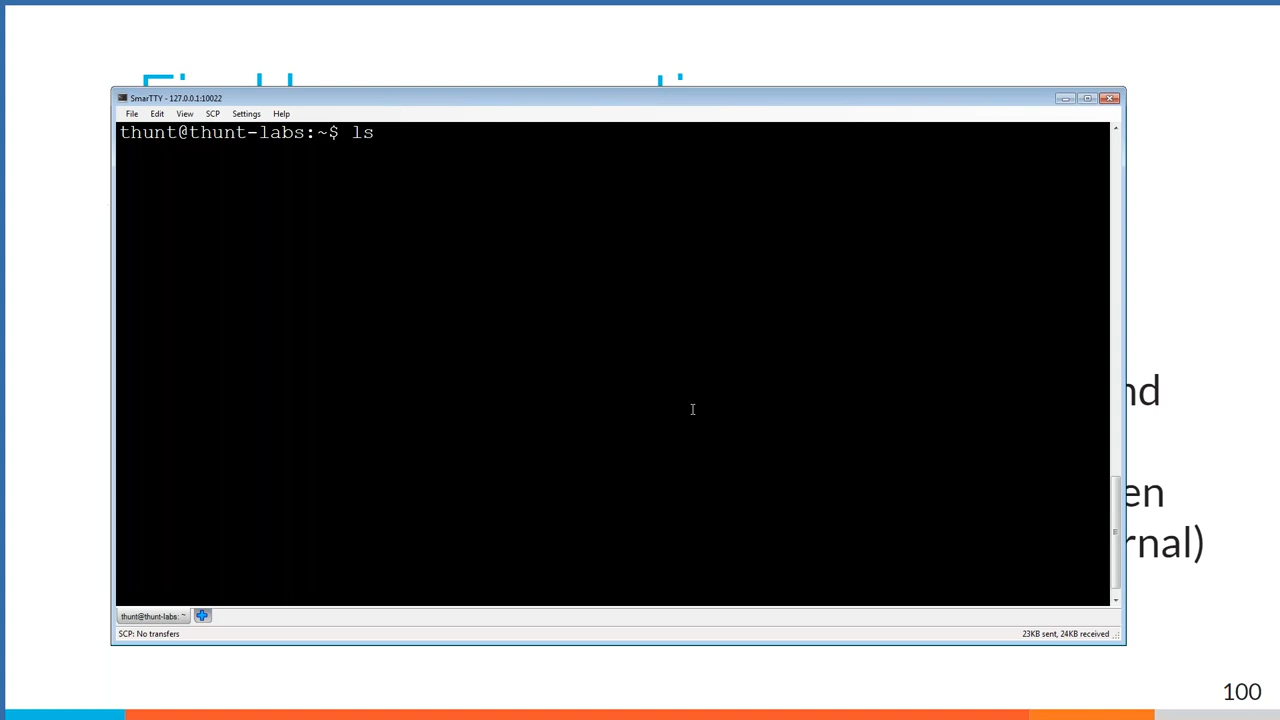 SmarTTY - 127.0.0.1:10022
File Edit View SCP Settings Help
thunt@thunt-labs:~$ ls
nd
en
rnal)
thunt@thunt-labs: ~
SCP: No transfers
23KB sent, 24KB received
100